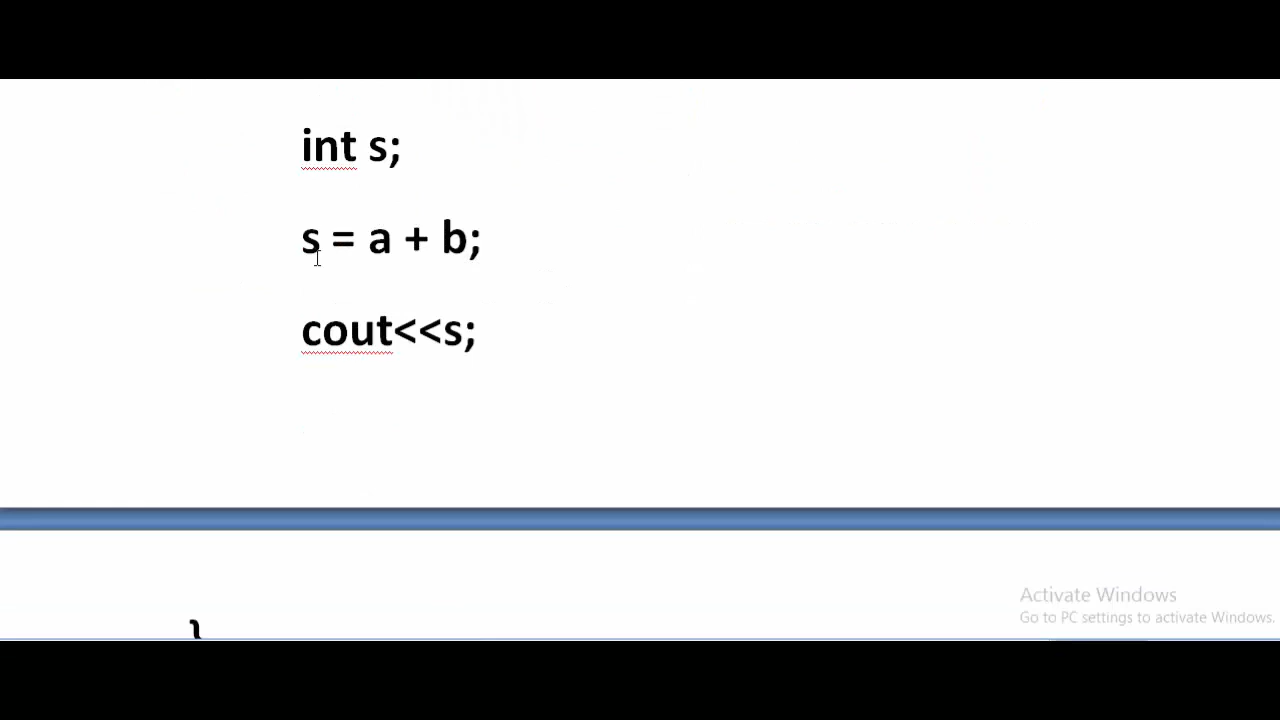 int s;
s = a + b;
cout<<s;
Activate Windows
Go to PC settings to activate Windows.
}